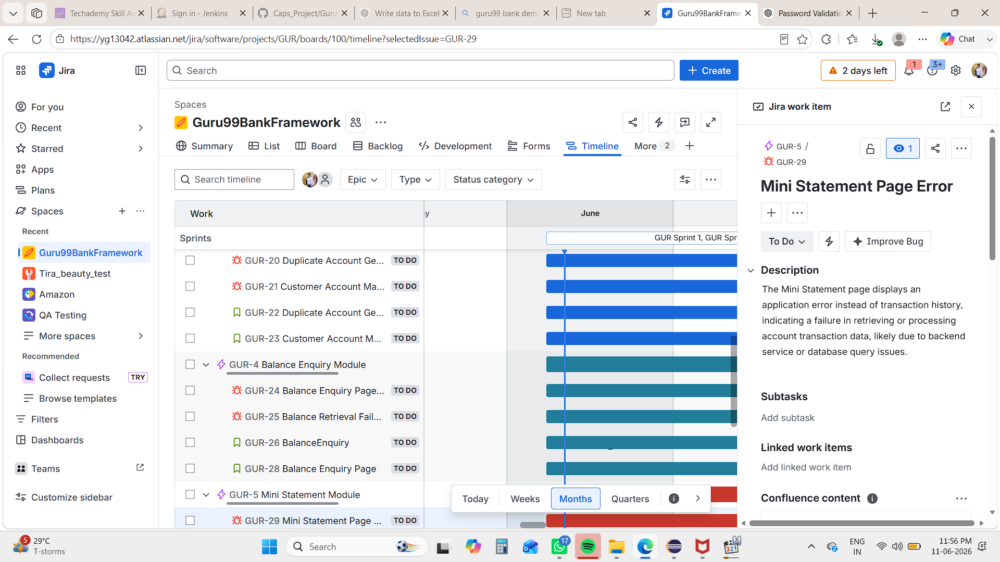 Techademy Skill As
Sign in - Jenkins
Caps_Project/Guru
Write data to Excel
guru99 bank demo
New tab
Guru99BankFrame
Password Validatio
https://yg13042.atlassian.net/jira/software/projects/GUR/boards/100/timeline?selectedIssue=GUR-29
Chat
Jira
Search
+ Create
2 days left
1
3+
For you
Recent
Starred
Apps
Plans
Spaces
Recent
Guru99BankFramework
Tira_beauty_test
Amazon
QA Testing
More spaces
Recommended
Collect requests TRY
Browse templates
Filters
Dashboards
Teams
Customize sidebar
Spaces
Guru99BankFramework
Summary List Board Backlog Development Forms Timeline More 2
Search timeline
Epic Type Status category
Work
y
June
Sprints
GUR Sprint 1, GUR Spr
GUR-20 Duplicate Account Ge... TO DO
GUR-21 Customer Account Ma... TO DO
GUR-22 Duplicate Account Ge... TO DO
GUR-23 Customer Account M... TO DO
GUR-4 Balance Enquiry Module
GUR-24 Balance Enquiry Page... TO DO
GUR-25 Balance Retrieval Fail... TO DO
GUR-26 BalanceEnquiry TO DO
GUR-28 Balance Enquiry Page TO DO
GUR-5 Mini Statement Module
GUR-29 Mini Statement Page ... TO DO
Today Weeks Months Quarters
Jira work item
GUR-5 /
GUR-29
1
Mini Statement Page Error
To Do
Improve Bug
Description
The Mini Statement page displays an
application error instead of transaction history,
indicating a failure in retrieving or processing
account transaction data, likely due to backend
service or database query issues.
Subtasks
Add subtask
Linked work items
Add linked work item
Confluence content
5
29°C
T-storms
Search
17
321
ENG
IN
11:56 PM
11-06-2026